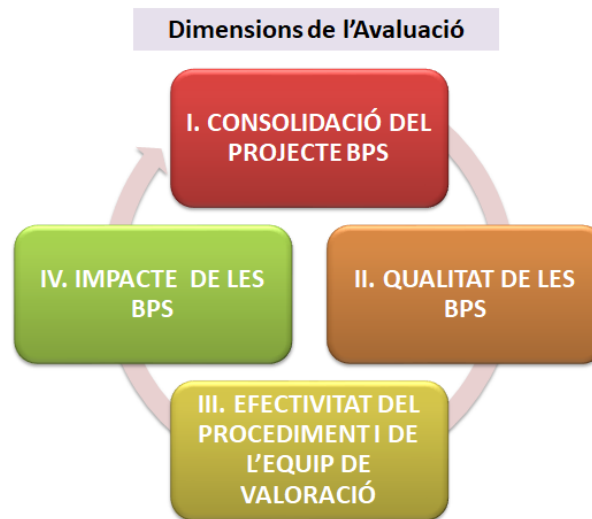 Dimensions de l’Avaluació
I. CONSOLIDACIÓ DEL
PROJECTE BPS
IV. IMPACTE DE LES
BPS
II. QUALITAT DE LES
BPS
III. EFECTIVITAT DEL
PROCEDIMENT I DE
L’EQUIP DE
VALORACIÓ